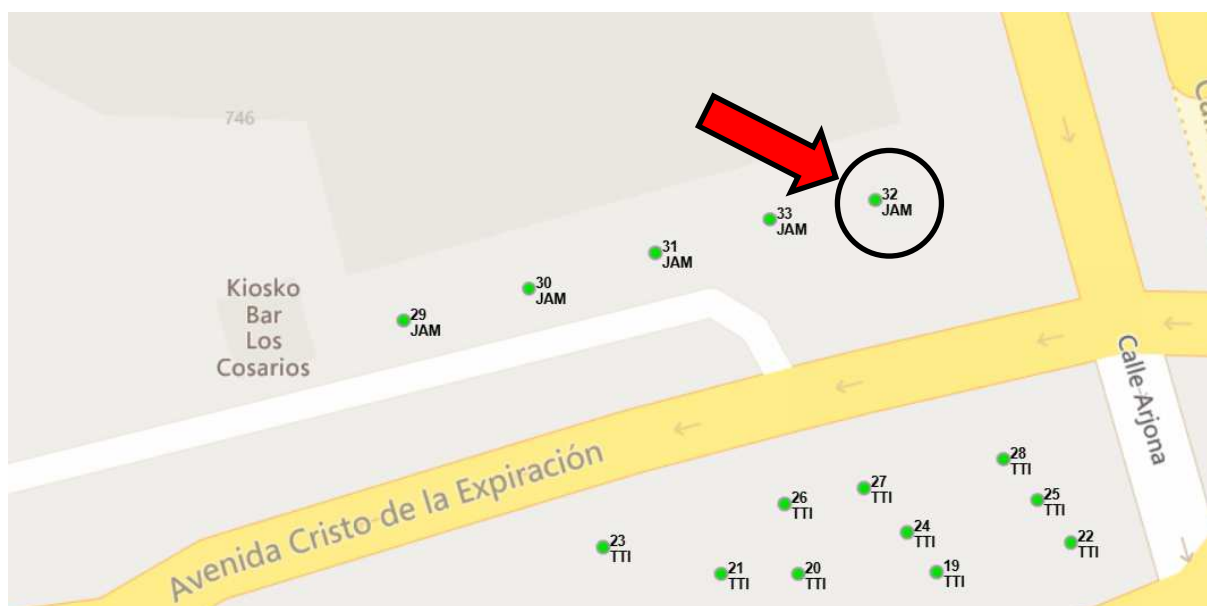 746
32
JAM
33
JAM
31
JAM
30
JAM
29
JAM
Kiosko
Bar
Los
Cosarios
Calle Arjona
Avenida Cristo de la Expiración
28
TTI
27
TTI
25
TTI
26
TTI
24
TTI
22
TTI
23
TTI
21
TTI
20
TTI
19
TTI